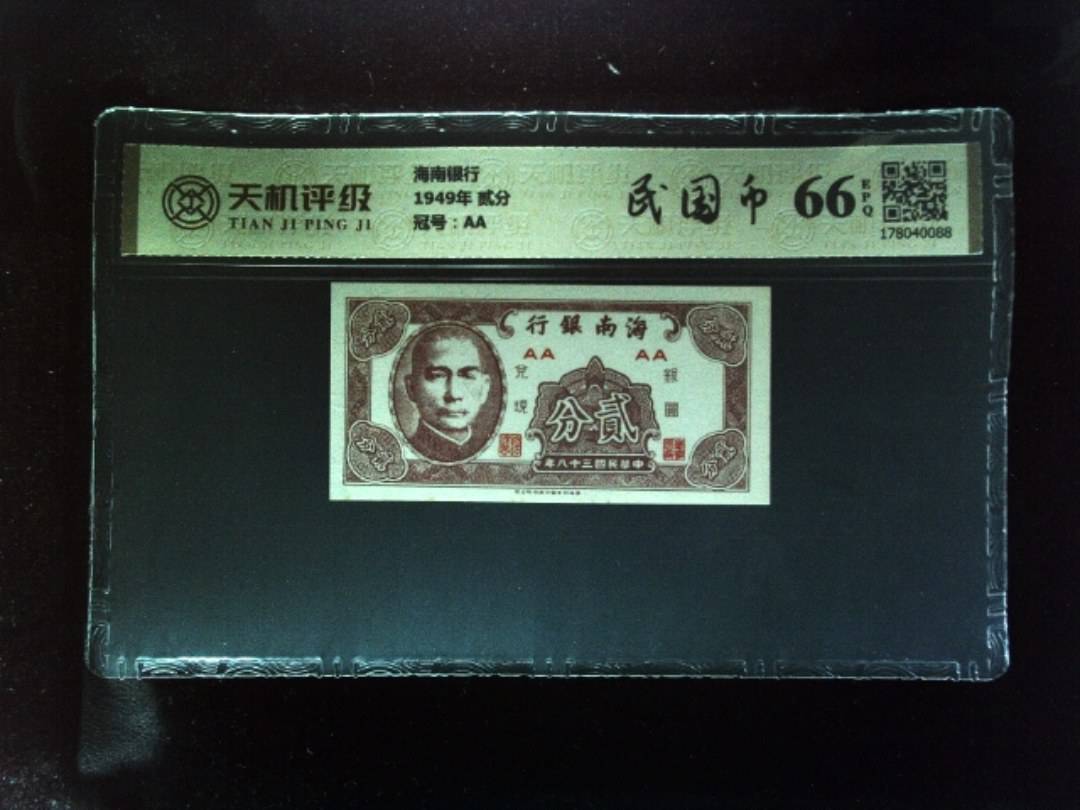 天机评级
TIAN JI PING JI
海南银行
1949年 贰分
冠号：AA
民国币
66
EPQ
178040088
行銀南海
AA AA
兌現
銀圓
分貳
年八十三國民華中